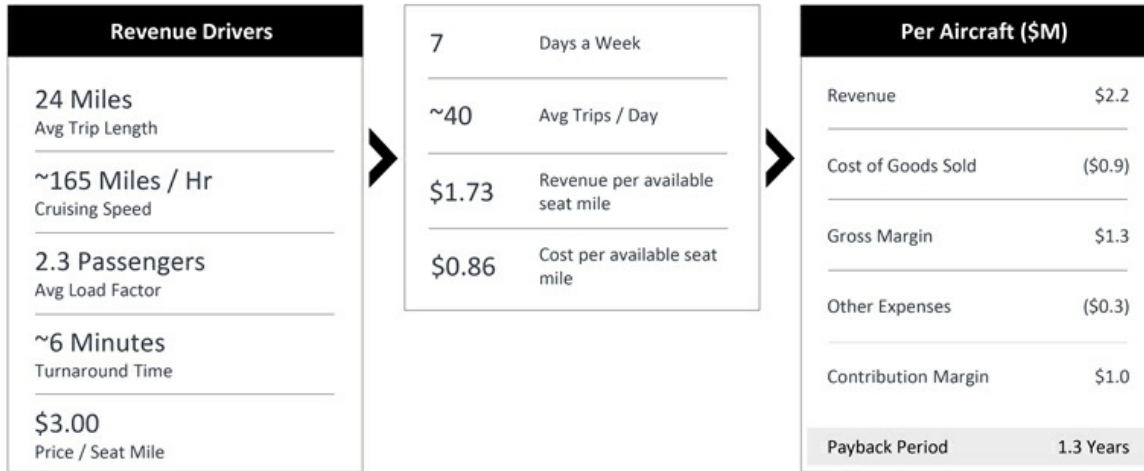 Revenue Drivers
24 Miles
Avg Trip Length
~165 Miles / Hr
Cruising Speed
2.3 Passengers
Avg Load Factor
~6 Minutes
Turnaround Time
$3.00
Price / Seat Mile
7 Days a Week
~40 Avg Trips / Day
$1.73 Revenue per available
seat mile
$0.86 Cost per available seat
mile
Per Aircraft ($M)
Revenue $2.2
Cost of Goods Sold ($0.9)
Gross Margin $1.3
Other Expenses ($0.3)
Contribution Margin $1.0
Payback Period 1.3 Years